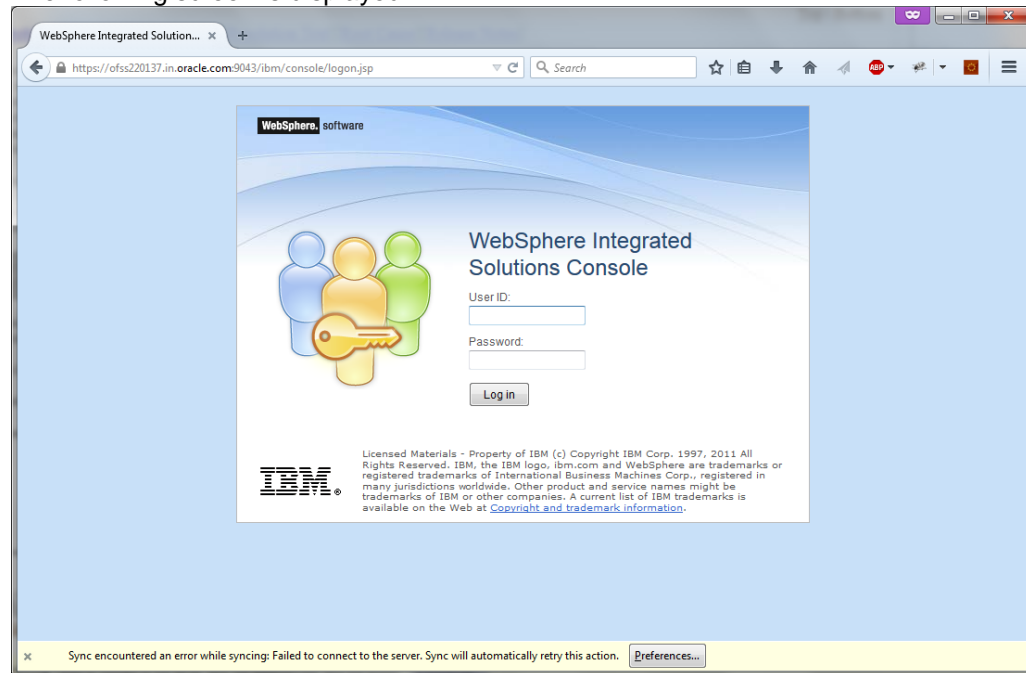 WebSphere Integrated Solution... × +
https://ofss220137.in.oracle.com:9043/ibm/console/logon.jsp Search ABP
WebSphere. software
WebSphere Integrated
Solutions Console
User ID:
Password:
Log in
IBM®
Licensed Materials - Property of IBM (c) Copyright IBM Corp. 1997, 2011 All
Rights Reserved. IBM, the IBM logo, ibm.com and WebSphere are trademarks or
registered trademarks of International Business Machines Corp., registered in
many jurisdictions worldwide. Other product and service names might be
trademarks of IBM or other companies. A current list of IBM trademarks is
available on the Web at Copyright and trademark information.
× Sync encountered an error while syncing: Failed to connect to the server. Sync will automatically retry this action. Preferences...